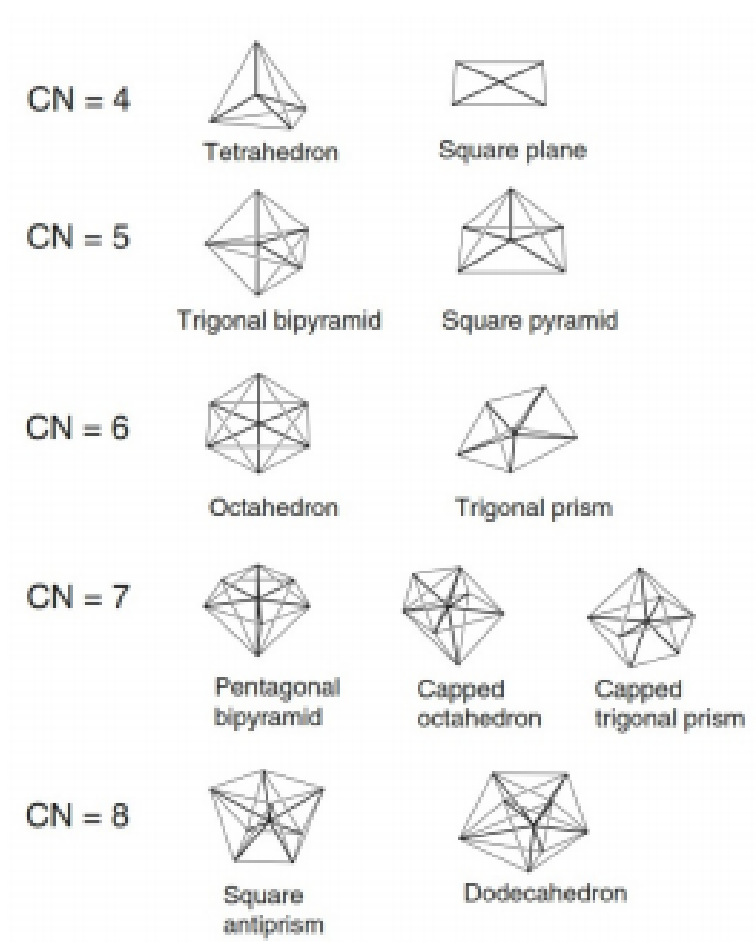 CN = 4
Tetrahedron
Square plane
CN = 5
Trigonal bipyramid
Square pyramid
CN = 6
Octahedron
Trigonal prism
CN = 7
Pentagonal
bipyramid
Capped
octahedron
Capped
trigonal prism
CN = 8
Square
antiprism
Dodecahedron